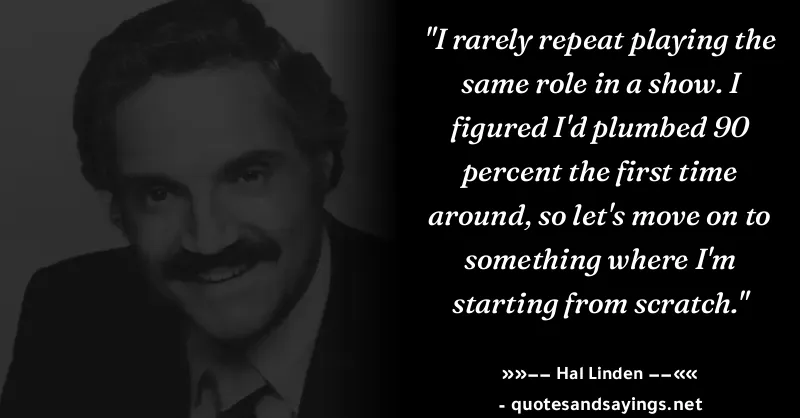 "I rarely repeat playing the
same role in a show. I
figured I'd plumbed 90
percent the first time
around, so let's move on to
something where I'm
starting from scratch."
»»–– Hal Linden ––««
- quotesandsayings.net